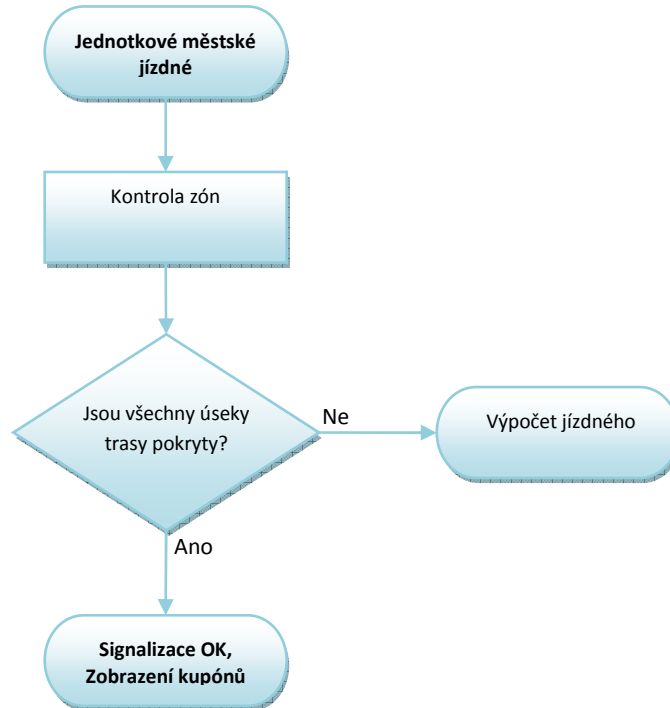 Jednotkové městské
jízdné
Kontrola zón
Jsou všechny úseky
trasy pokryty?
Ne
Výpočet jízdného
Ano
Signalizace OK,
Zobrazení kupónů